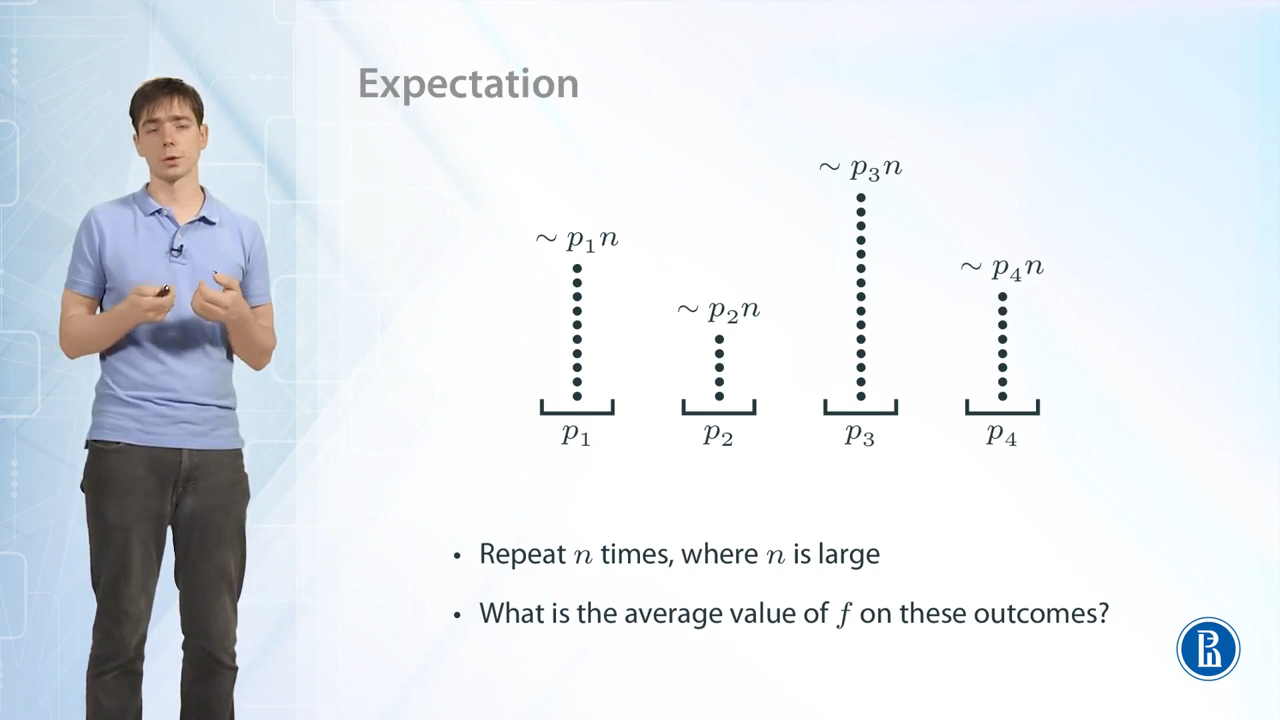 Expectation
∼ p₃n
∼ p₁n
∼ p₄n
∼ p₂n
p₁ p₂ p₃ p₄
• Repeat n times, where n is large
• What is the average value of f on these outcomes?